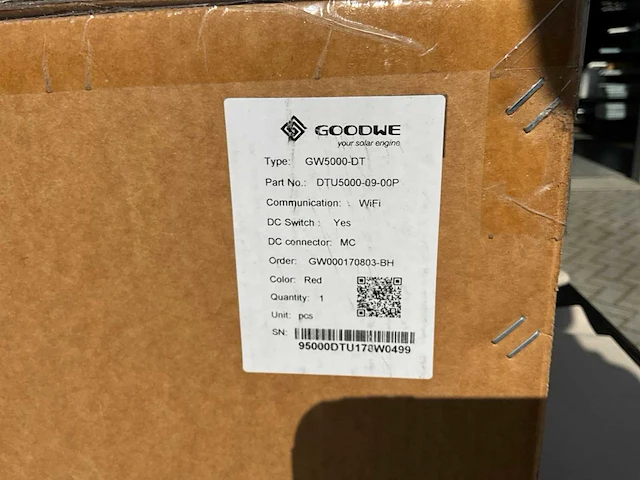 GOODWE
your solar engine
Type: GW5000-DT
Part No.: DTU5000-09-00P
Communication: WiFi
DC Switch : Yes
DC connector: MC
Order: GW000170803-BH
Color: Red
Quantity: 1
Unit: pcs
SN:
95000DTU178W0499